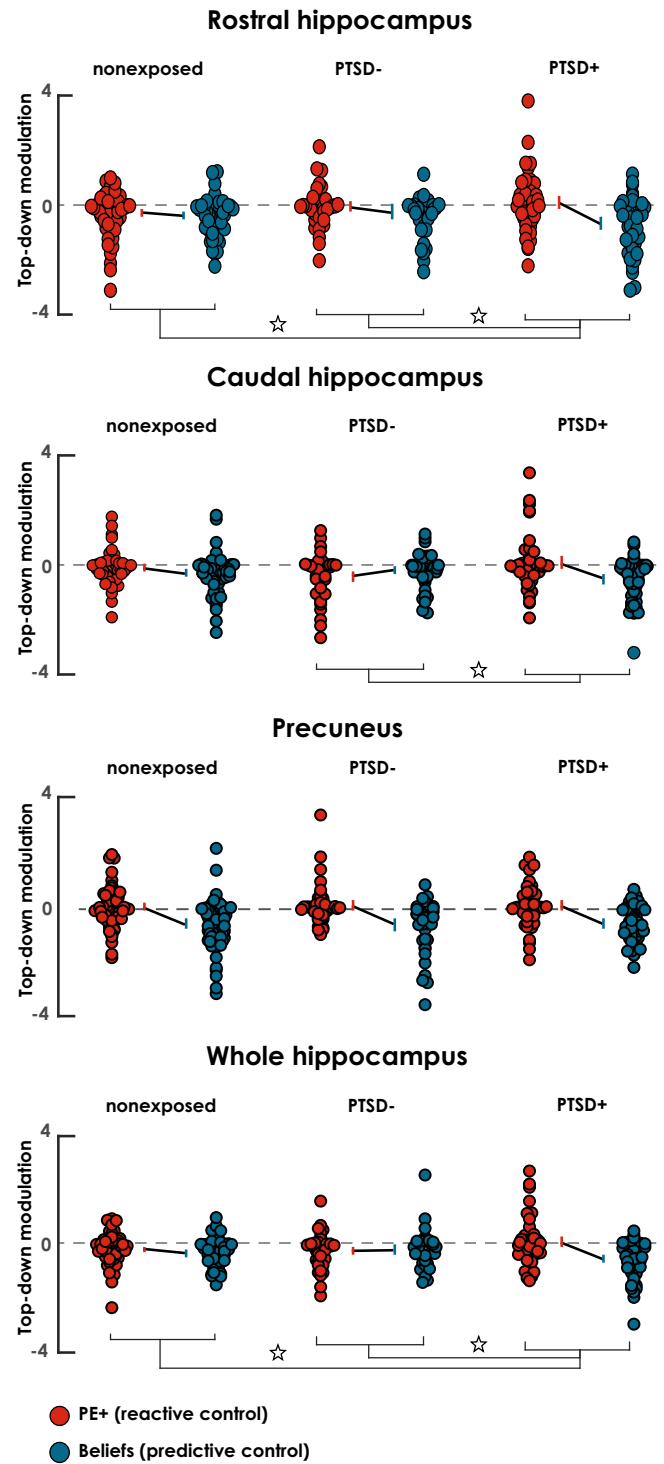 Rostral hippocampus
nonexposed PTSD- PTSD+
Top-down modulation
4
0
-4
Caudal hippocampus
nonexposed PTSD- PTSD+
Top-down modulation
4
0
-4
Precuneus
nonexposed PTSD- PTSD+
Top-down modulation
4
0
-4
Whole hippocampus
nonexposed PTSD- PTSD+
Top-down modulation
4
0
-4
PE+ (reactive control)
Beliefs (predictive control)